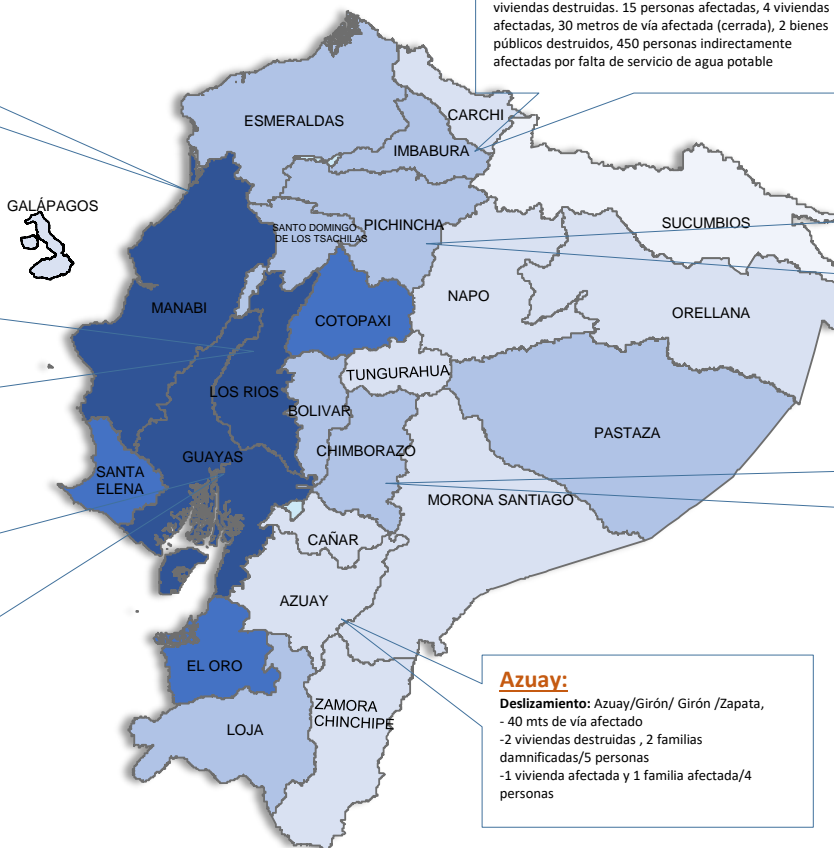 viviendas destruidas. 15 personas afectadas, 4 viviendas
afectadas, 30 metros de vía afectada (cerrada), 2 bienes
públicos destruidos, 450 personas indirectamente
afectadas por falta de servicio de agua potable
CARCHI
ESMERALDAS
IMBABURA
GALÁPAGOS
SUCUMBIOS
PICHINCHA
SANTO DOMINGO
DE LOS TSACHILAS
NAPO
MANABI
ORELLANA
COTOPAXI
TUNGURAHUA
LOS RIOS
BOLIVAR
PASTAZA
CHIMBORAZO
GUAYAS
SANTA
ELENA
MORONA SANTIAGO
CAÑAR
AZUAY
EL ORO
ZAMORA
CHINCHIPE
LOJA
Azuay:
Deslizamiento: Azuay/Girón/ Girón /Zapata,
- 40 mts de vía afectado
-2 viviendas destruidas , 2 familias
damnificadas/5 personas
-1 vivienda afectada y 1 familia afectada/4
personas